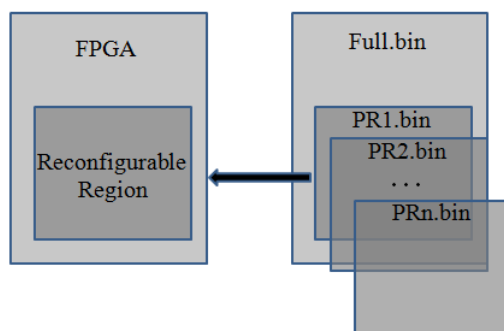 FPGA
Reconfigurable
Region
Full.bin
PR1.bin
PR2.bin
...
PRn.bin